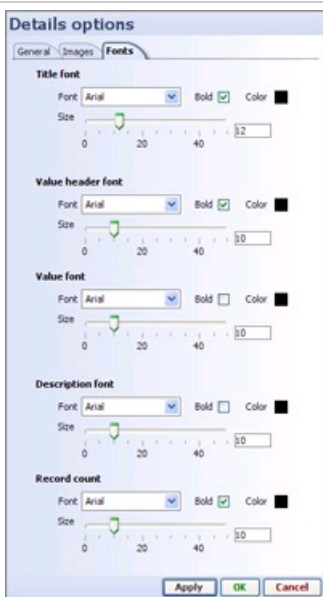 Details options
General Images Fonts
Title font
Font Arial Bold Color
Size 12
0 20 40
Value header font
Font Arial Bold Color
Size 10
0 20 40
Value font
Font Arial Bold Color
Size 10
0 20 40
Description font
Font Arial Bold Color
Size 10
0 20 40
Record count
Font Arial Bold Color
Size 10
0 20 40
Apply OK Cancel